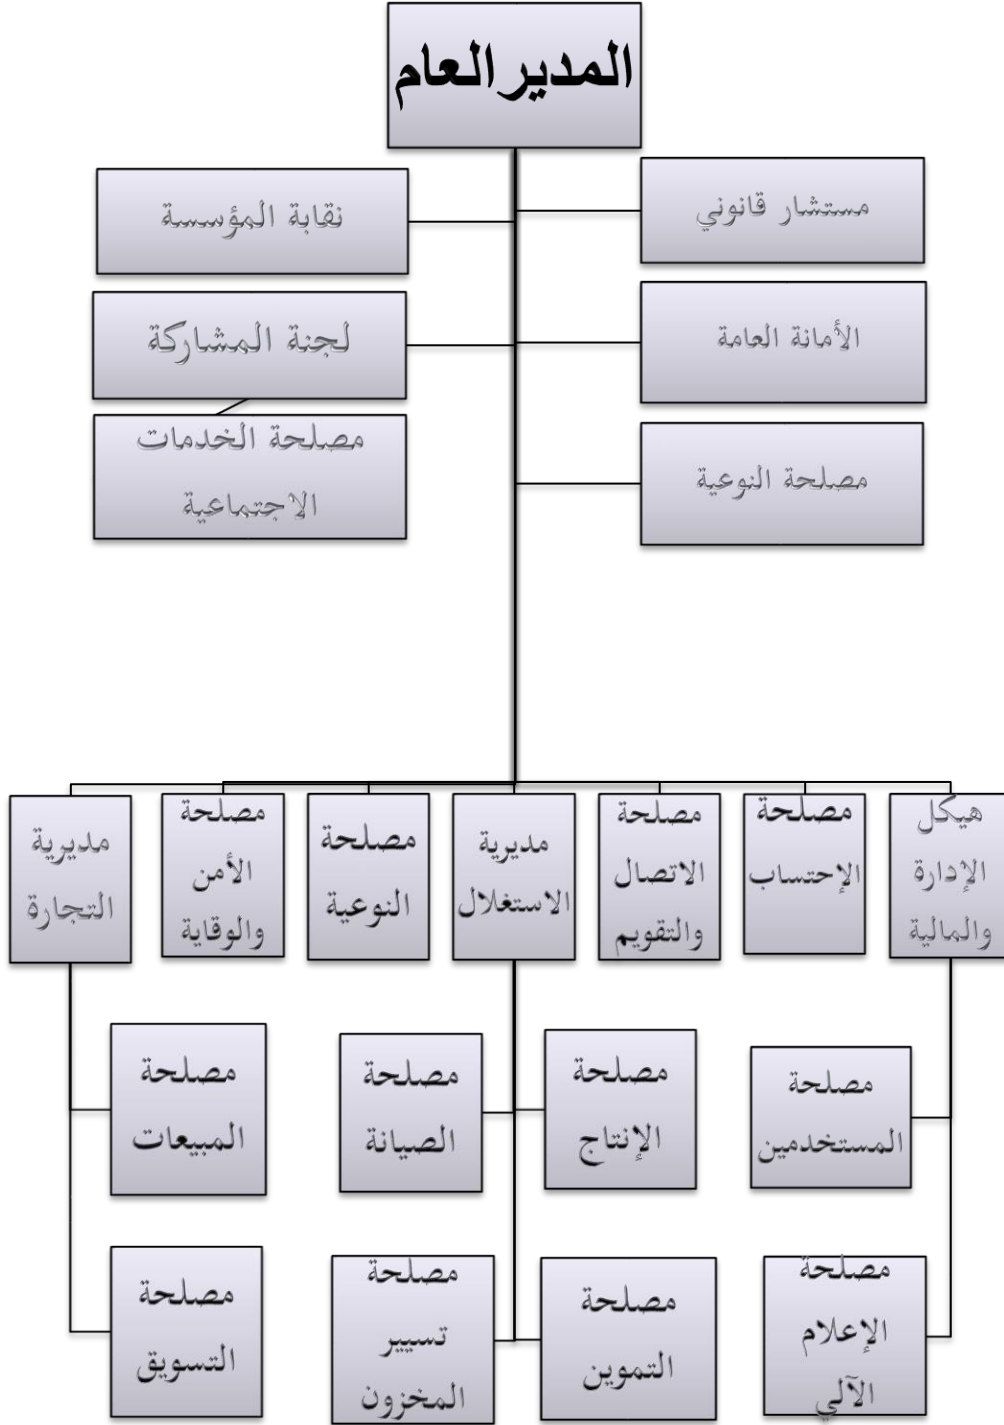 المدير العام
مستشار قانوني
نقابة المؤسسة
الأمانة العامة
لجنة المشاركة
مصلحة النوعية
مصلحة الخدمات
الاجتماعية
هيكل
الإدارة
والمالية
مصلحة
الإحتساب
مصلحة
الاتصال
والتقويم
مديرية
الاستغلال
مصلحة
النوعية
مصلحة
الأمن
والوقاية
مديرية
التجارة
مصلحة
المستخدمين
مصلحة
الإنتاج
مصلحة
الصيانة
مصلحة
المبيعات
مصلحة
الإعلام
الآلي
مصلحة
التموين
مصلحة
تسيير
المخزون
مصلحة
التسويق